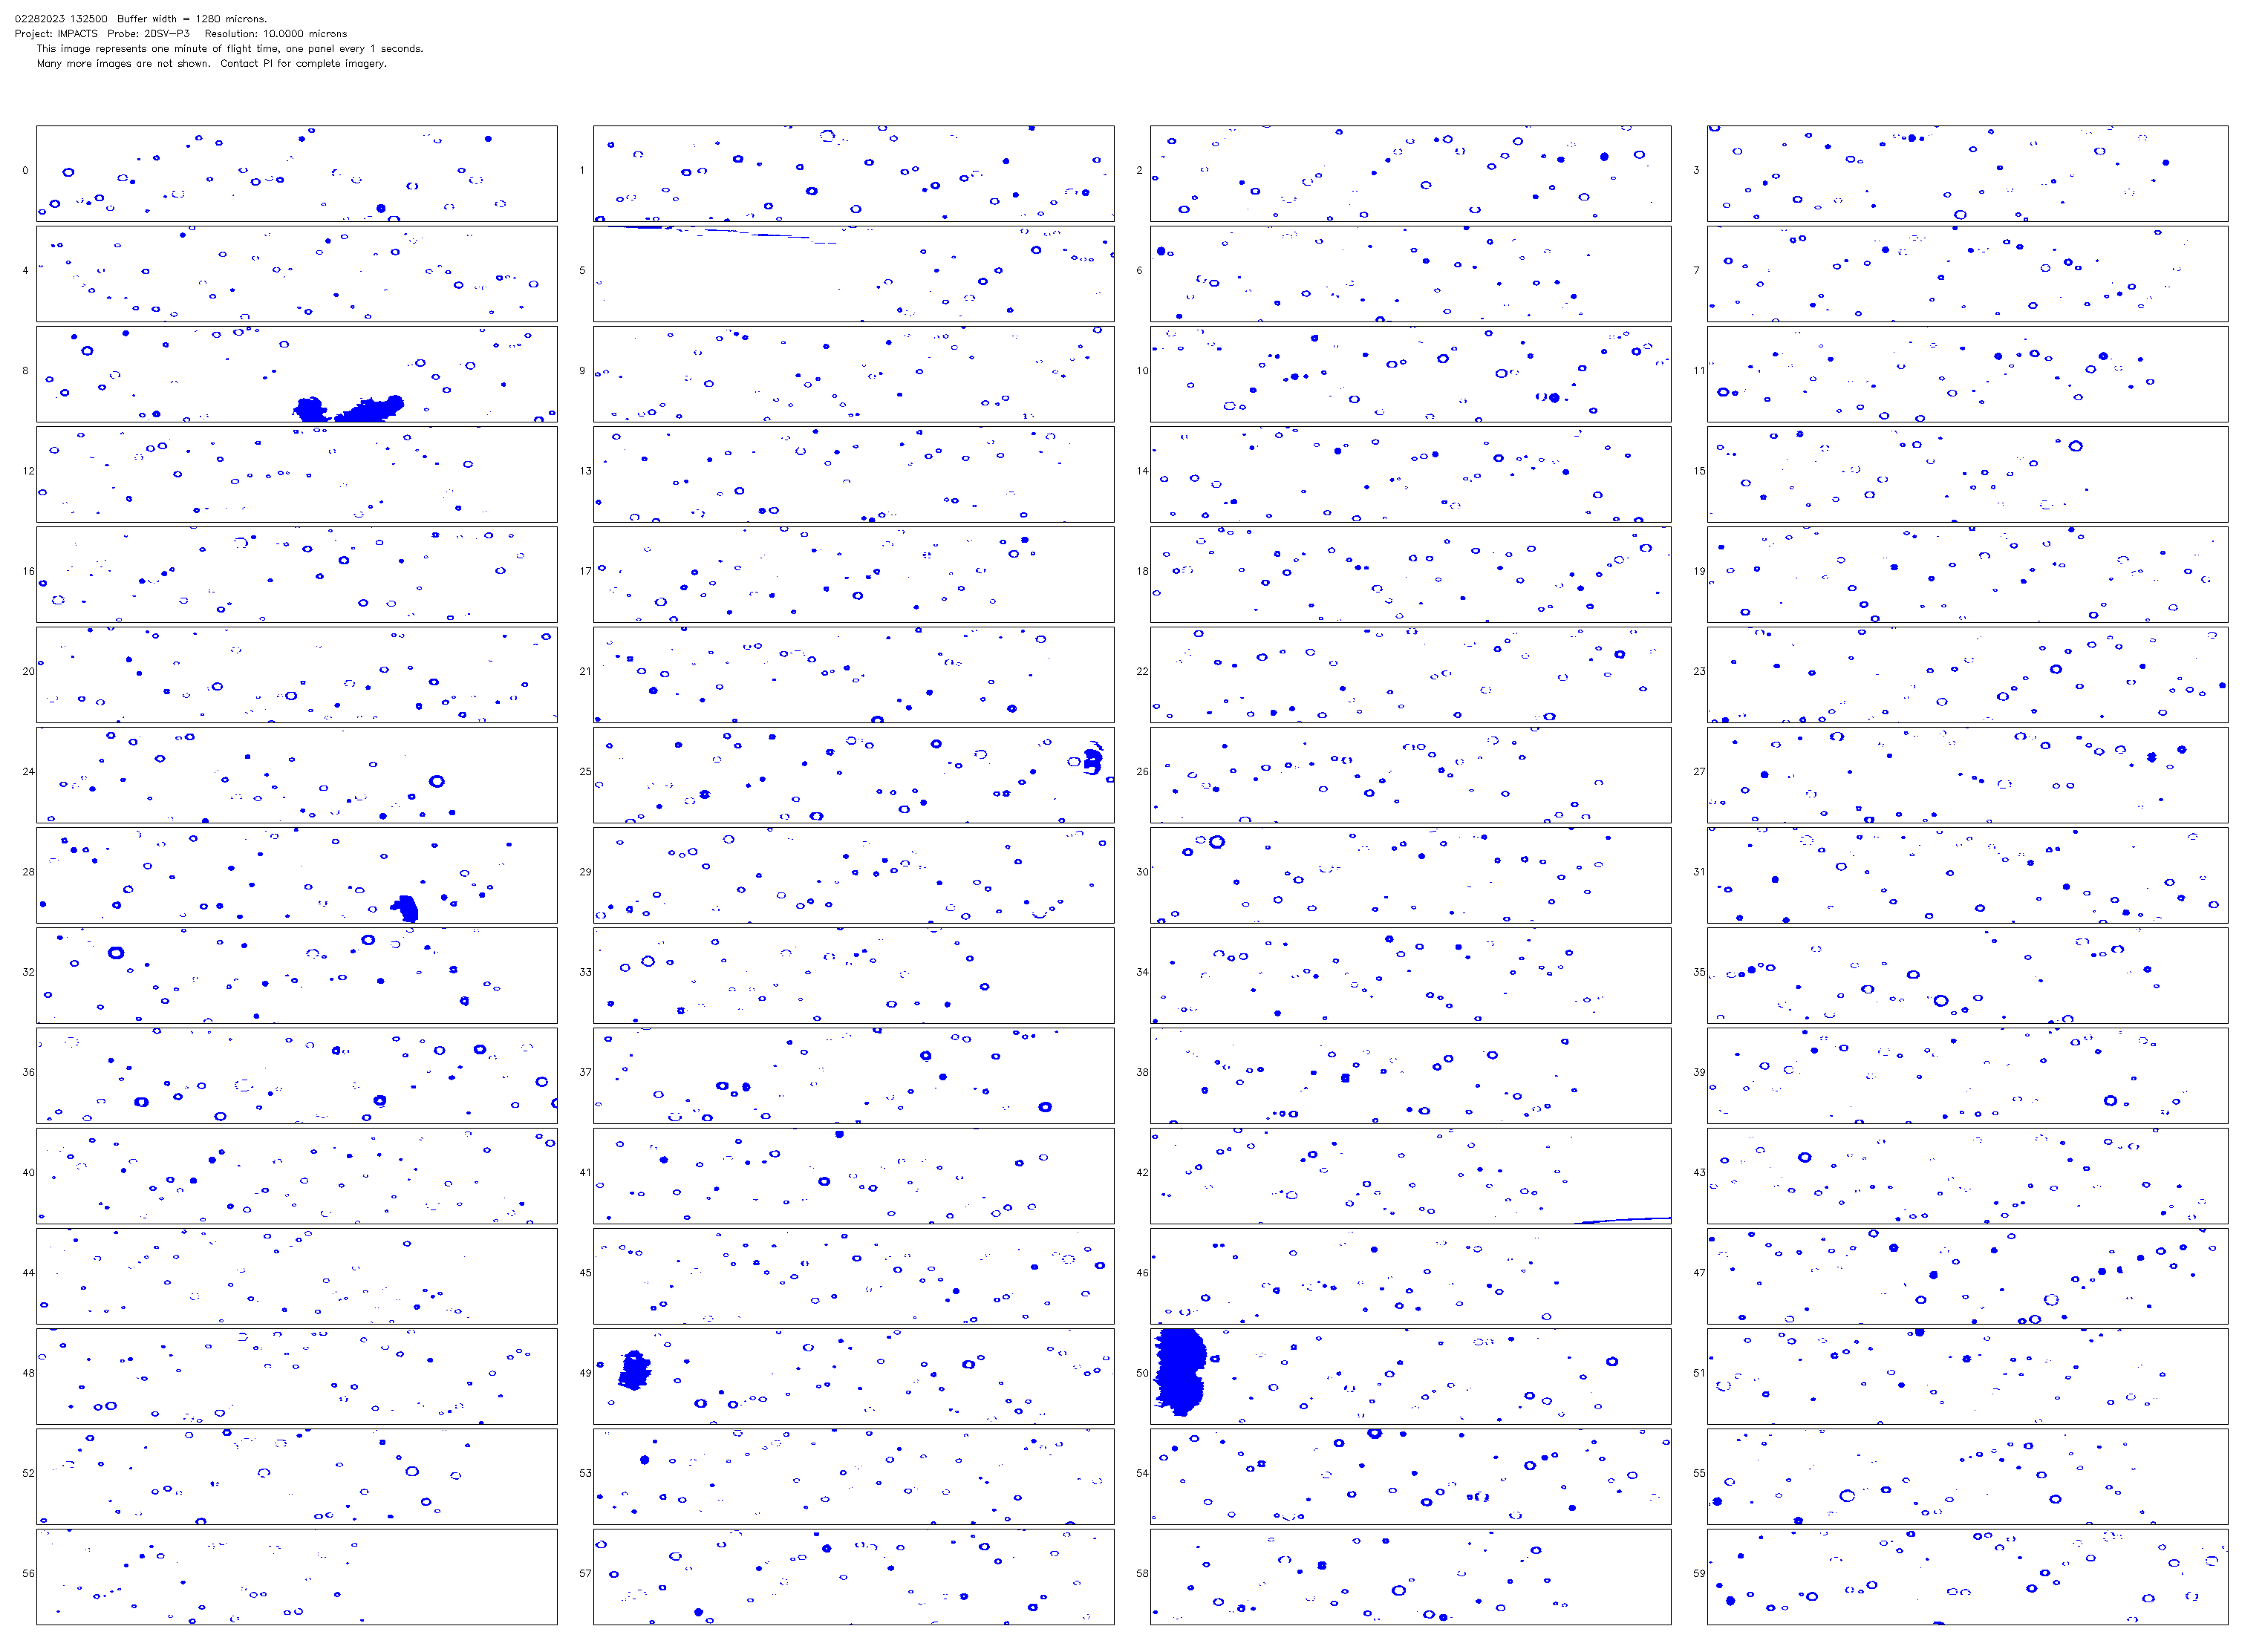 02282023 132500 Buffer width = 1280 microns.
Project: IMPACTS Probe: 2DSV-P3 Resolution: 10.0000 microns
This image represents one minute of flight time, one panel every 1 seconds.
Many more images are not shown. Contact PI for complete imagery.
0 1 2 3
4 5 6 7
8 9 10 11
12 13 14 15
16 17 18 19
20 21 22 23
24 25 26 27
28 29 30 31
32 33 34 35
36 37 38 39
40 41 42 43
44 45 46 47
48 49 50 51
52 53 54 55
56 57 58 59